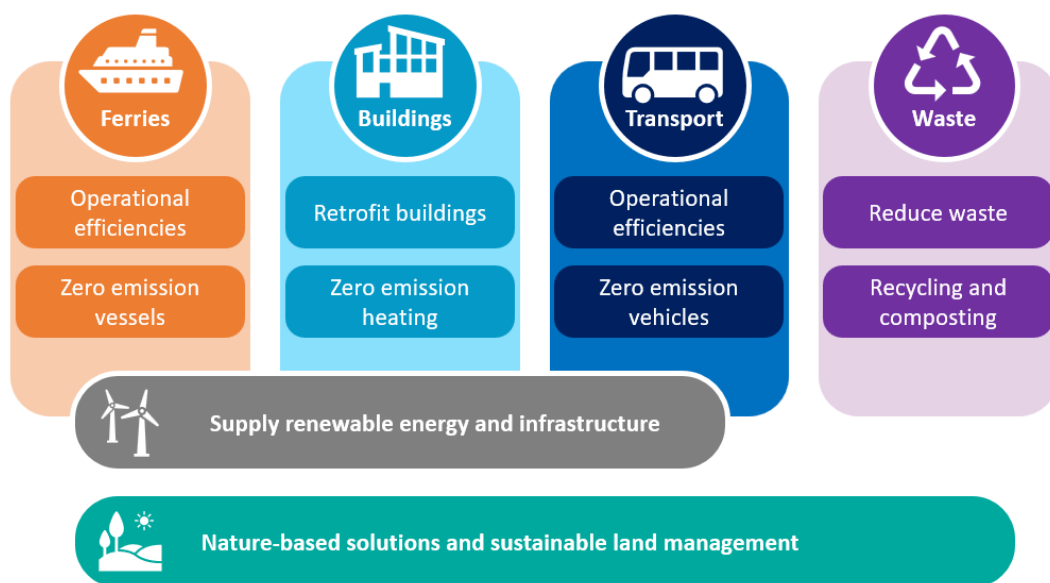 Ferries
Buildings
Transport
Waste
Operational
efficiencies
Retrofit buildings
Operational
efficiencies
Reduce waste
Zero emission
vessels
Zero emission
heating
Zero emission
vehicles
Recycling and
composting
Supply renewable energy and infrastructure
Nature-based solutions and sustainable land management